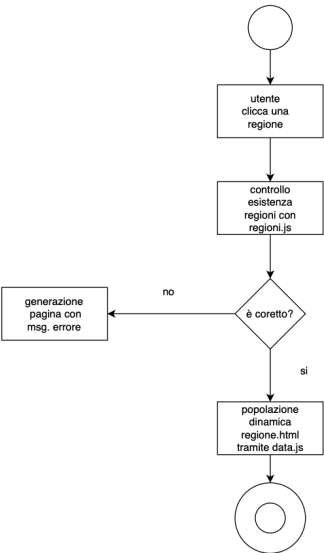 utente
clicca una
regione
controllo
esistenza
regioni con
regioni.js
no
generazione
pagina con
msg. errore
è coretto?
si
popolazione
dinamica
regione.html
tramite data.js